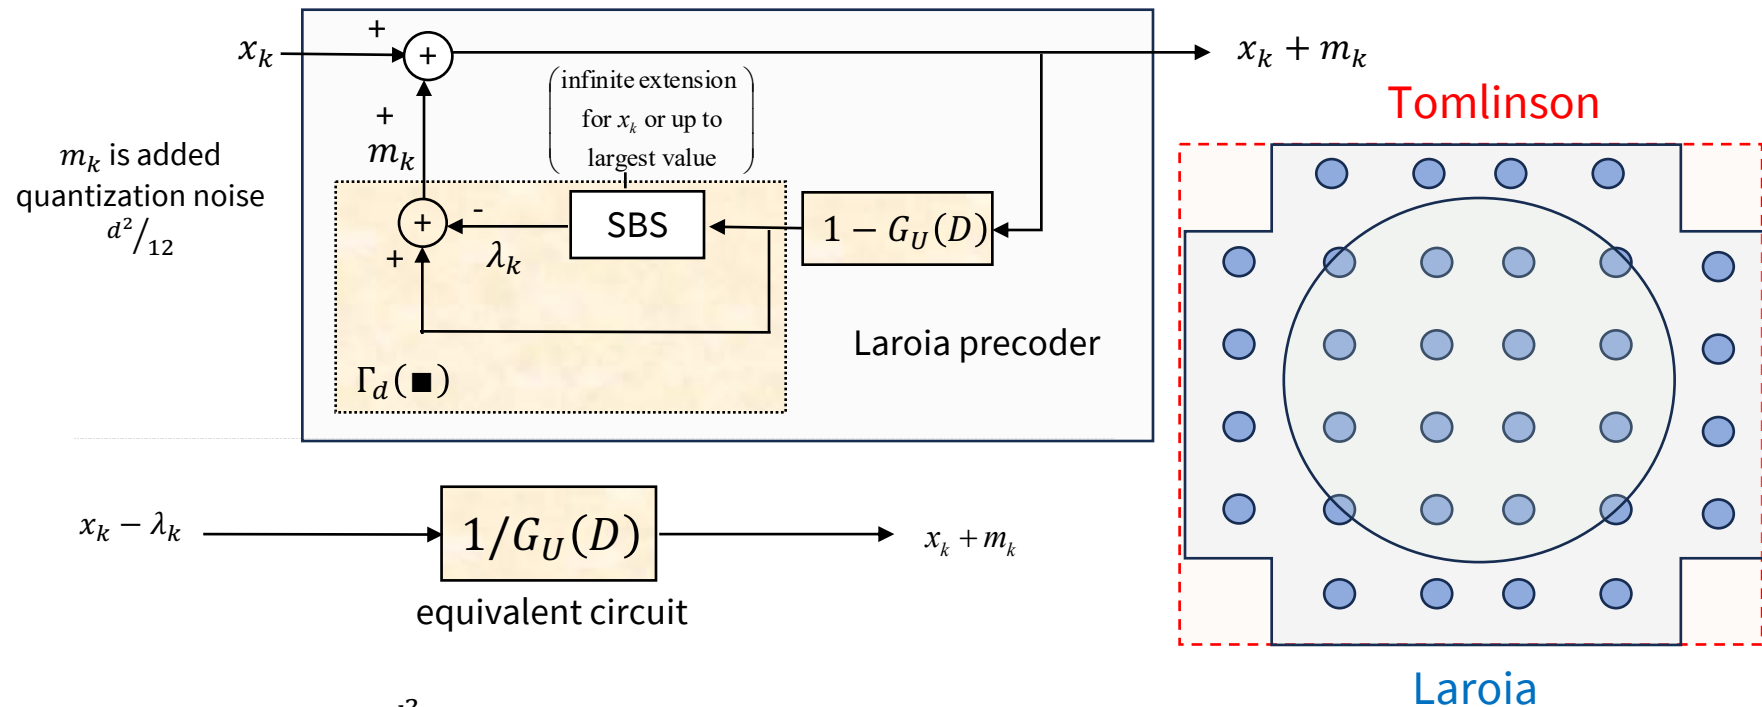 +
x_k
+
x_k + m_k
(infinite extension
for x_k or up to
largest value)
Tomlinson
+
m_k
m_k is added
quantization noise
d^2/12
+
-
SBS
1 − G_U(D)
+
λ_k
Laroia precoder
Γ_d(■)
x_k − λ_k
1/G_U(D)
x_k + m_k
equivalent circuit
Laroia